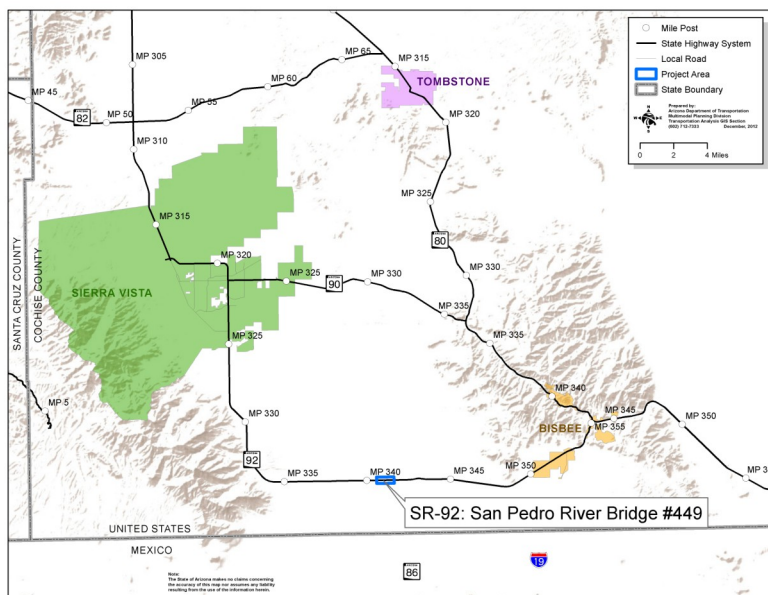 Mile Post
State Highway System
Local Road
Project Area
State Boundary
Prepared by:
Arizona Department of Transportation
Multimodal Planning Division
Transportation Analysis GIS Section
(602) 712-7333 December, 2012
0 2 4 Miles
MP 305
MP 65
MP 315
TOMBSTONE
MP 60
MP 45
82
MP 50
MP 55
MP 320
MP 310
MP 325
MP 315
80
MP 320
MP 325
90
MP 330
MP 330
SANTA CRUZ COUNTY
COCHISE COUNTY
SIERRA VISTA
MP 335
MP 325
MP 335
MP 5
MP 340
MP 330
MP 345
MP 350
BISBEE
MP 355
92
MP 335
MP 340
MP 345
MP 350
SR-92: San Pedro River Bridge #449
UNITED STATES
MEXICO
Note:
The State of Arizona makes no claims concerning
the accuracy of this map nor assumes any liability
resulting from the use of the information herein.
86
19